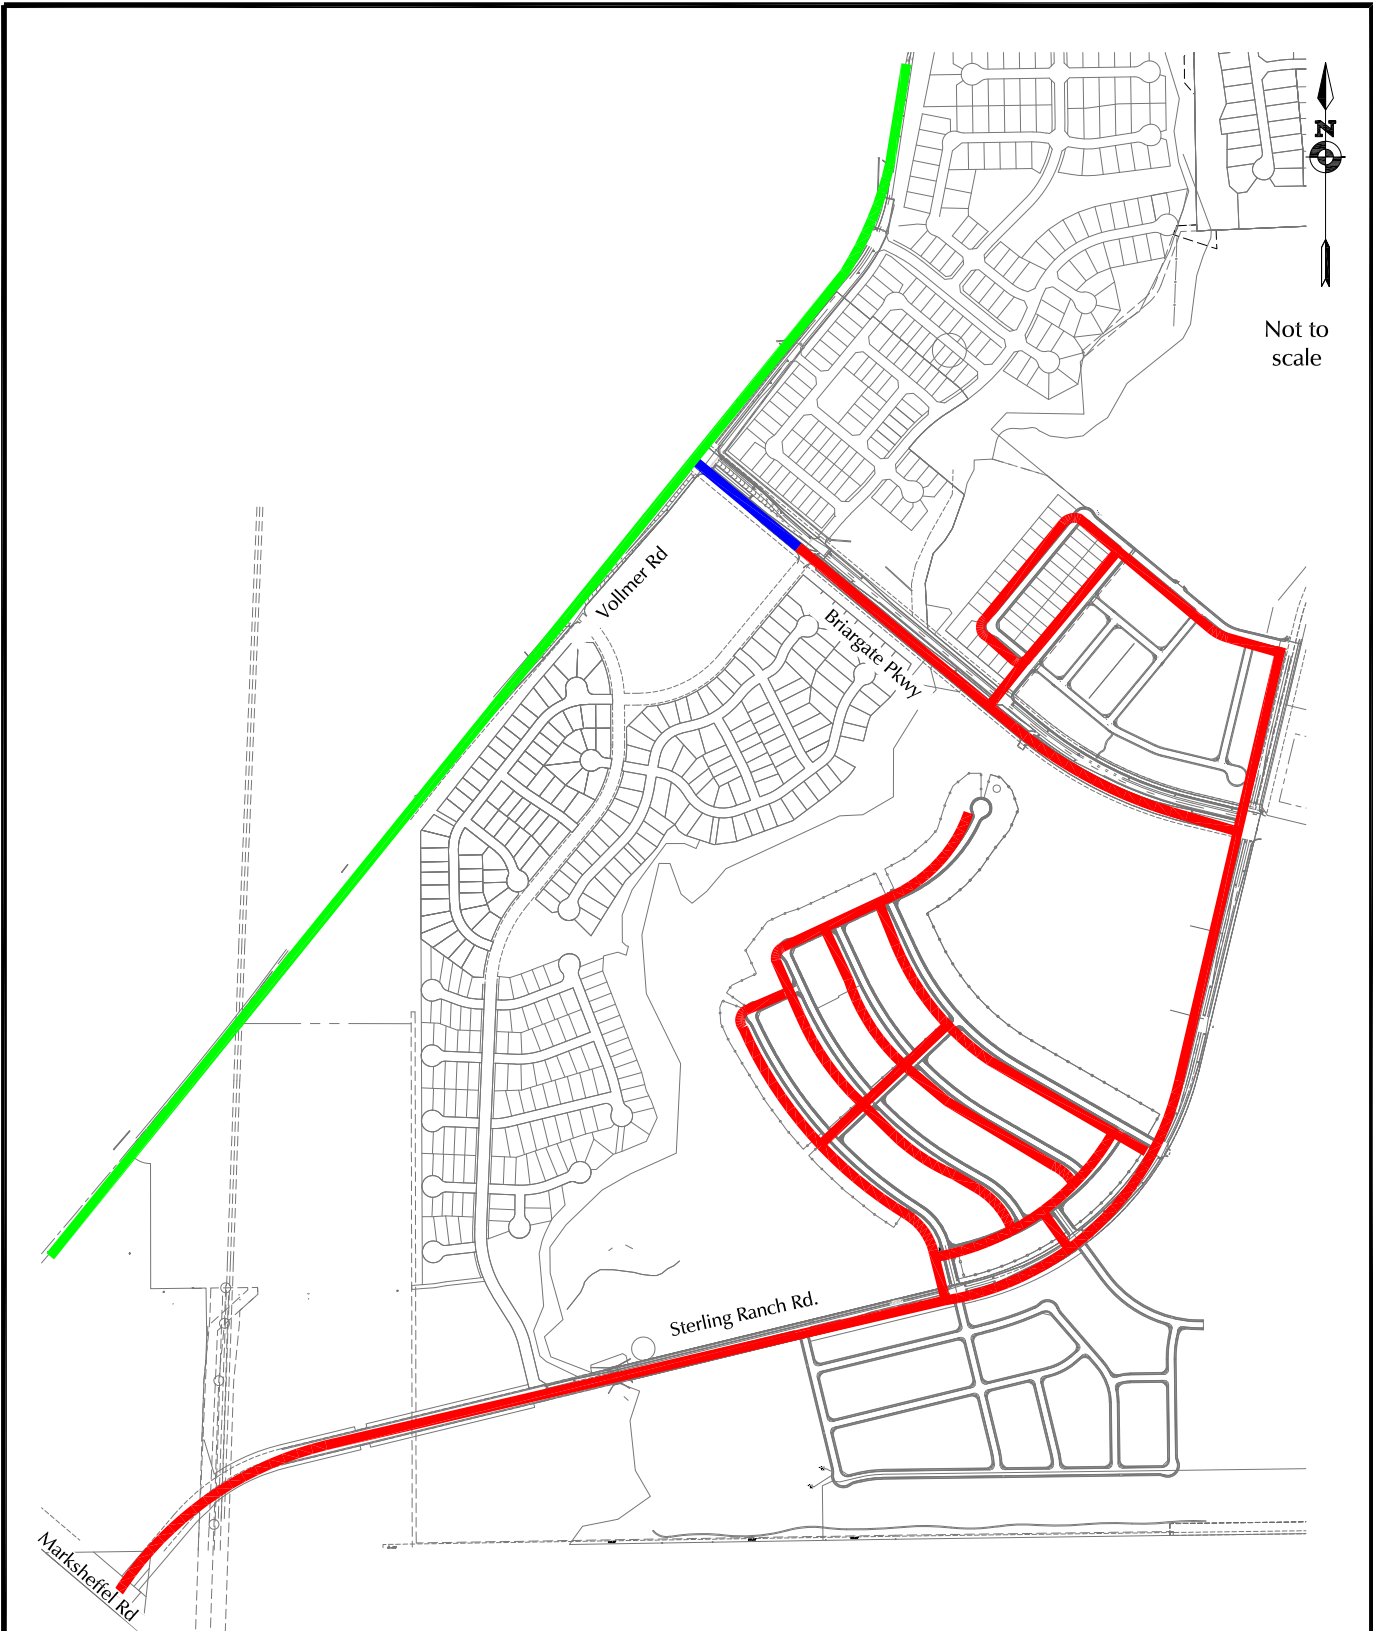 N
Not to
scale
Vollmer Rd
Briargate Pkwy
Sterling Ranch Rd.
Marksheffel Rd